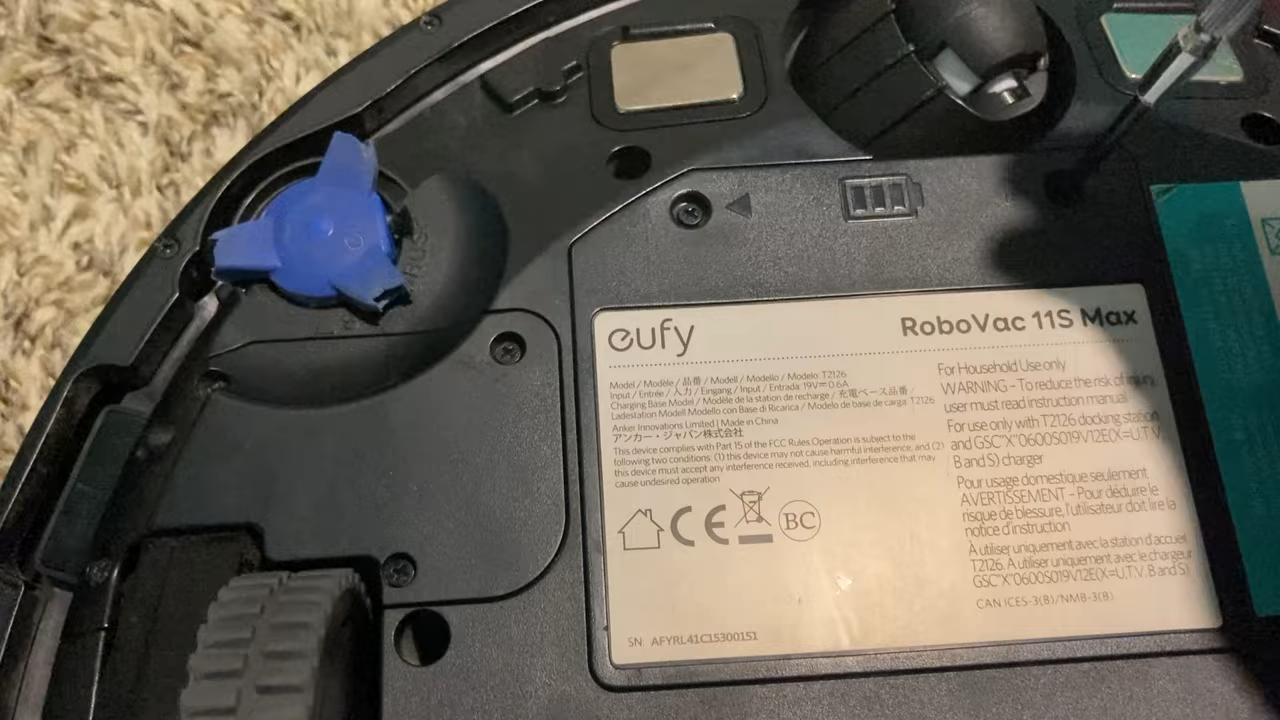 eufy
RoboVac 11S Max
Model / Modèle / 品番 / Modell / Modello / Modelo: T2126
Input / Entrée / 入力 / Eingang / Input / Entrada: 19V⎓0.6A
Charging Base Model / Modèle de la station de recharge / 充電ベース品番 /
Ladestation Modell Modello con Base di Ricarica / Modelo de base de carga: T2126
Anker Innovations Limited | Made in China
アンカー・ジャパン株式会社
This device complies with Part 15 of the FCC Rules. Operation is subject to the
following two conditions: (1) this device may not cause harmful interference, and (2)
this device must accept any interference received, including interference that may
cause undesired operation
CE
BC
SN: AFYRL41C15300151
For Household Use only
WARNING - To reduce the risk of injury,
user must read instruction manual
For use only with T2126 docking station
and GSC"X"0600S019V12E(X=U.T.V.
B and S) charger
Pour usage domestique seulement
AVERTISSEMENT - Pour déduire le
risque de blessure, l'utilisateur doit lire la
notice d'instruction
A utiliser uniquement avec la station d'accueil
T2126. A utiliser uniquement avec le chargeur
GSC"X"0600S019V12E(X=U.T.V.B and S)
CAN ICES-3(B)/NMB-3(B)